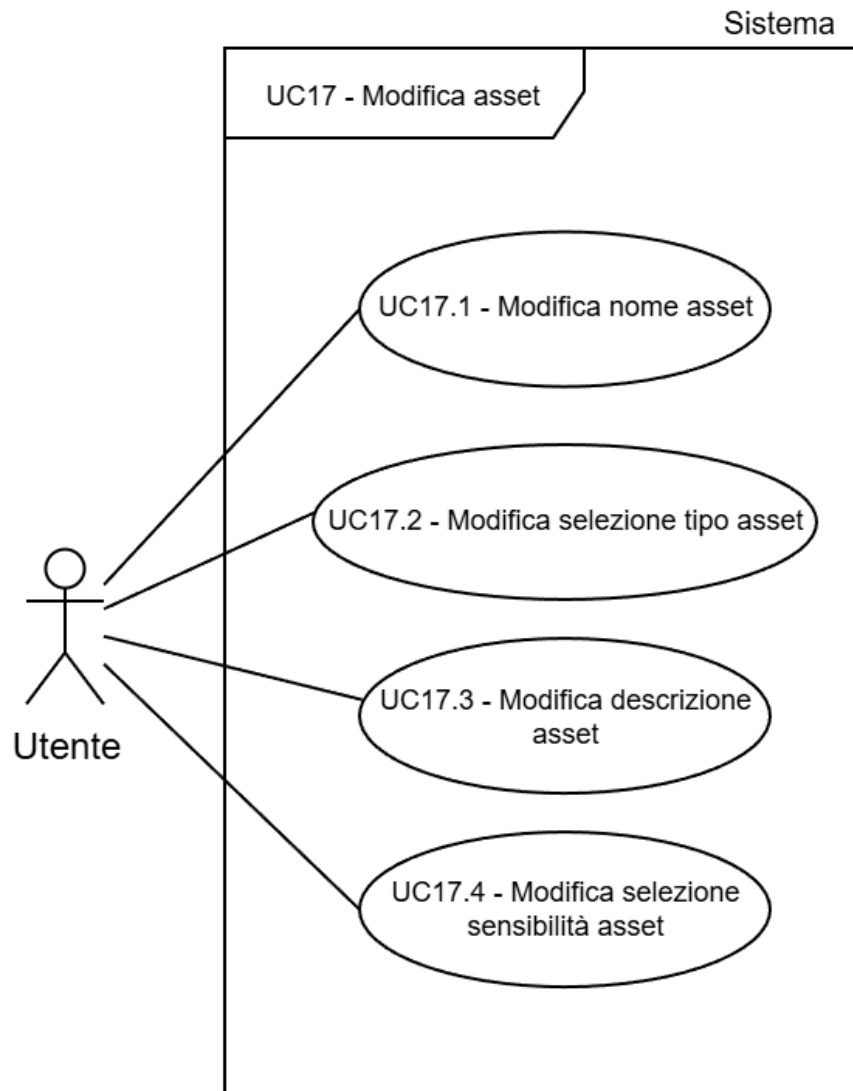 Sistema
UC17 - Modifica asset
UC17.1 - Modifica nome asset
UC17.2 - Modifica selezione tipo asset
UC17.3 - Modifica descrizione
asset
Utente
UC17.4 - Modifica selezione
sensibilità asset